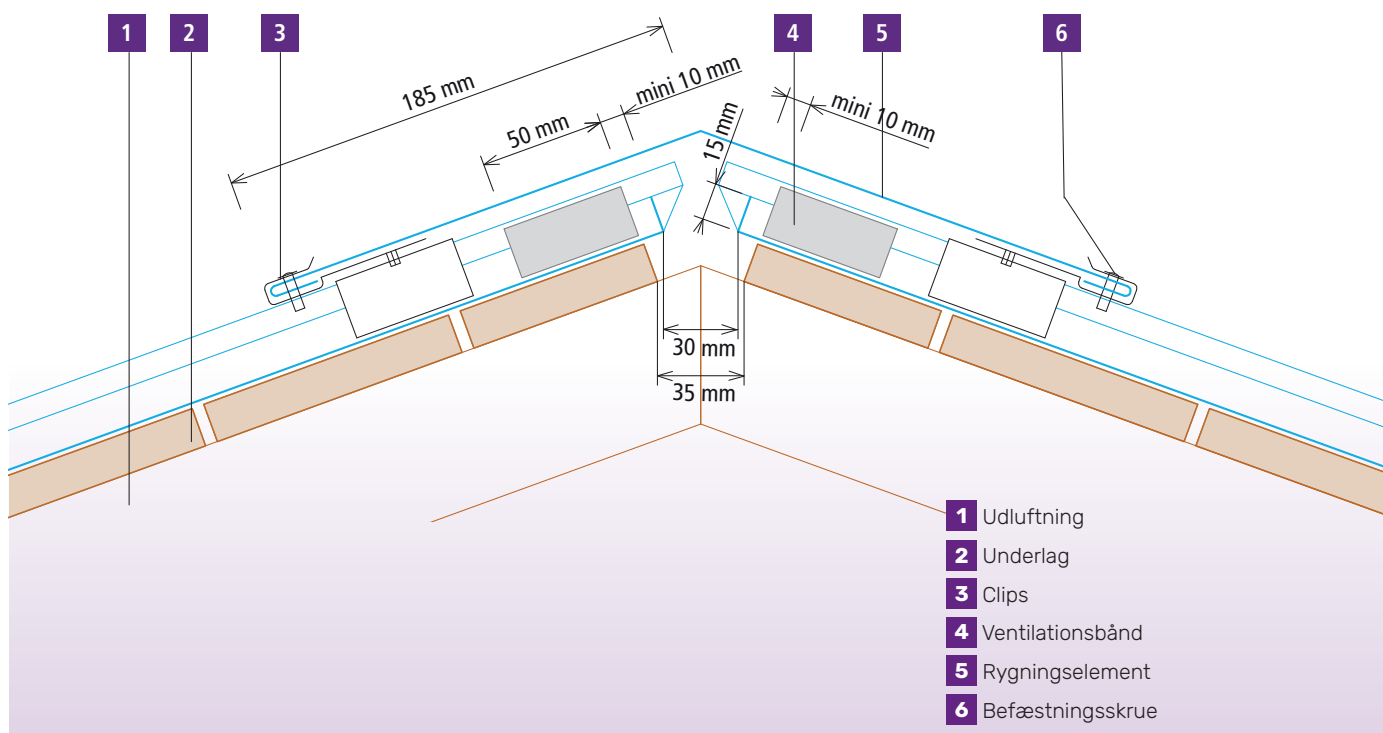 1
2
3
4
5
6
185 mm
50 mm
mini 10 mm
15 mm
mini 10 mm
30 mm
35 mm
1 Udluftning
2 Underlag
3 Clips
4 Ventilationsbånd
5 Rygningselement
6 Befæstningsskrue